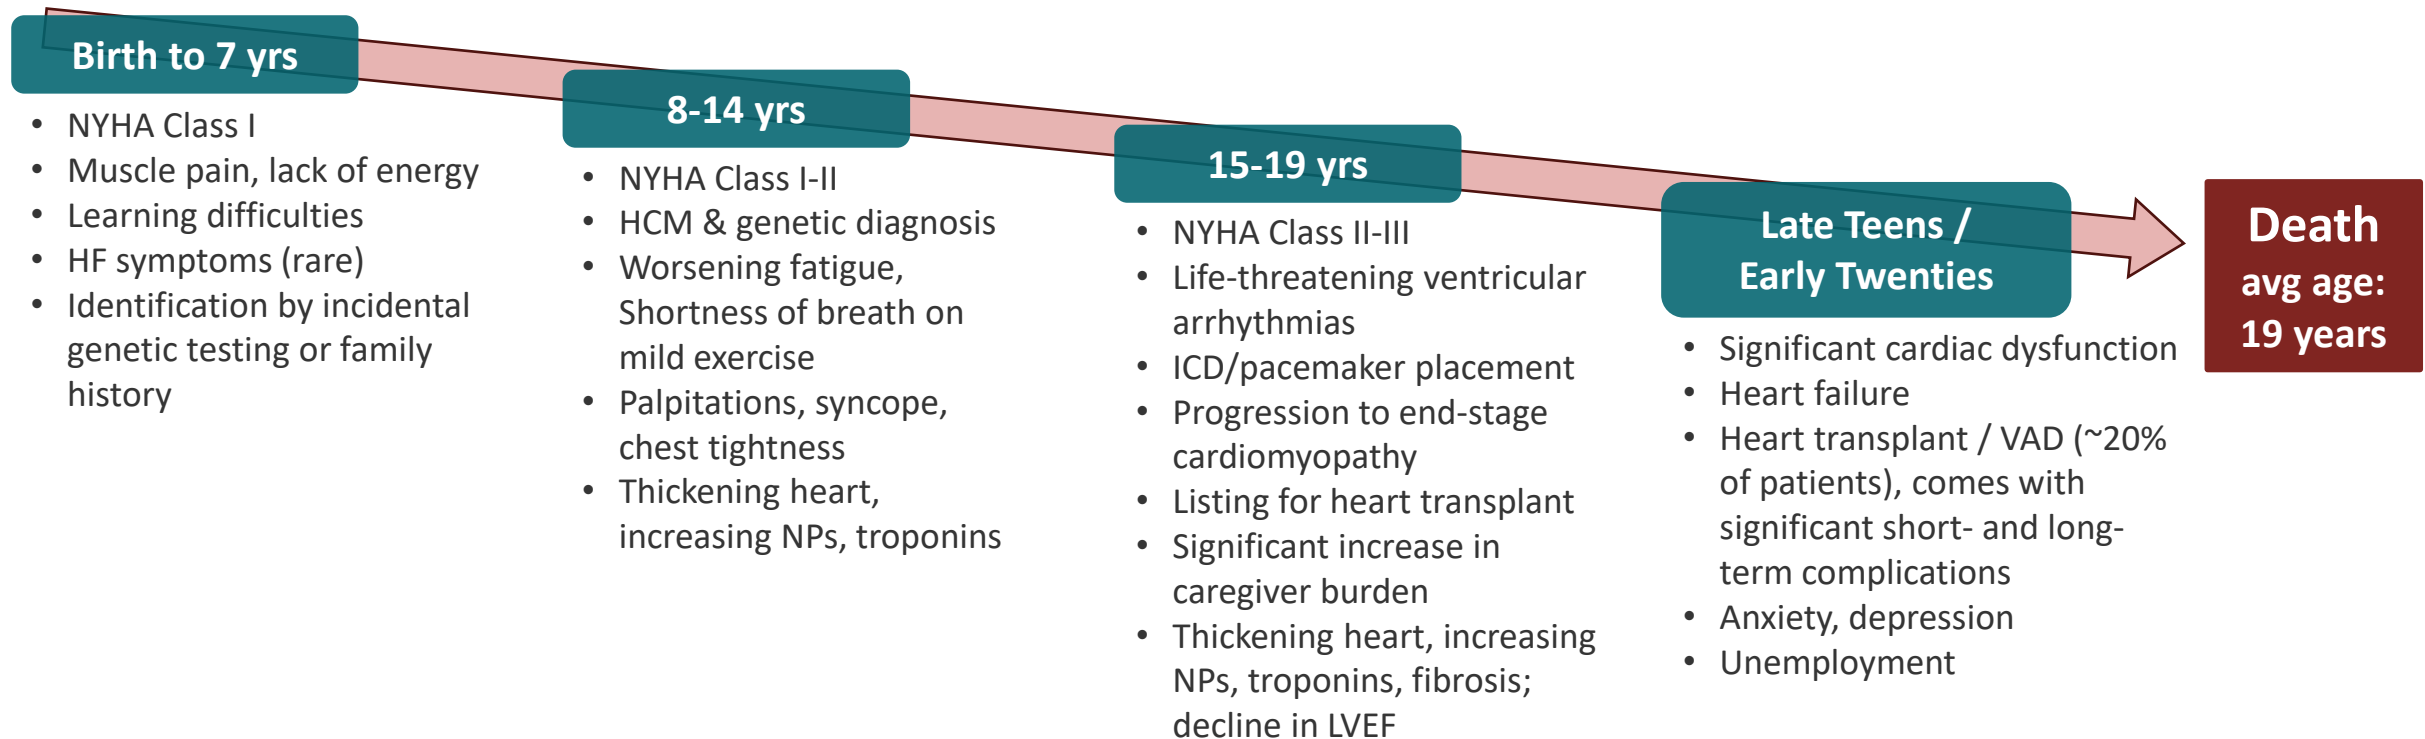 Birth to 7 yrs
• NYHA Class I
• Muscle pain, lack of energy
• Learning difficulties
• HF symptoms (rare)
• Identification by incidental
genetic testing or family
history
8-14 yrs
• NYHA Class I-II
• HCM & genetic diagnosis
• Worsening fatigue,
Shortness of breath on
mild exercise
• Palpitations, syncope,
chest tightness
• Thickening heart,
increasing NPs, troponins
15-19 yrs
• NYHA Class II-III
• Life-threatening ventricular
arrhythmias
• ICD/pacemaker placement
• Progression to end-stage
cardiomyopathy
• Listing for heart transplant
• Significant increase in
caregiver burden
• Thickening heart, increasing
NPs, troponins, fibrosis;
decline in LVEF
Late Teens /
Early Twenties
• Significant cardiac dysfunction
• Heart failure
• Heart transplant / VAD (~20%
of patients), comes with
significant short- and long-
term complications
• Anxiety, depression
• Unemployment
Death
avg age:
19 years